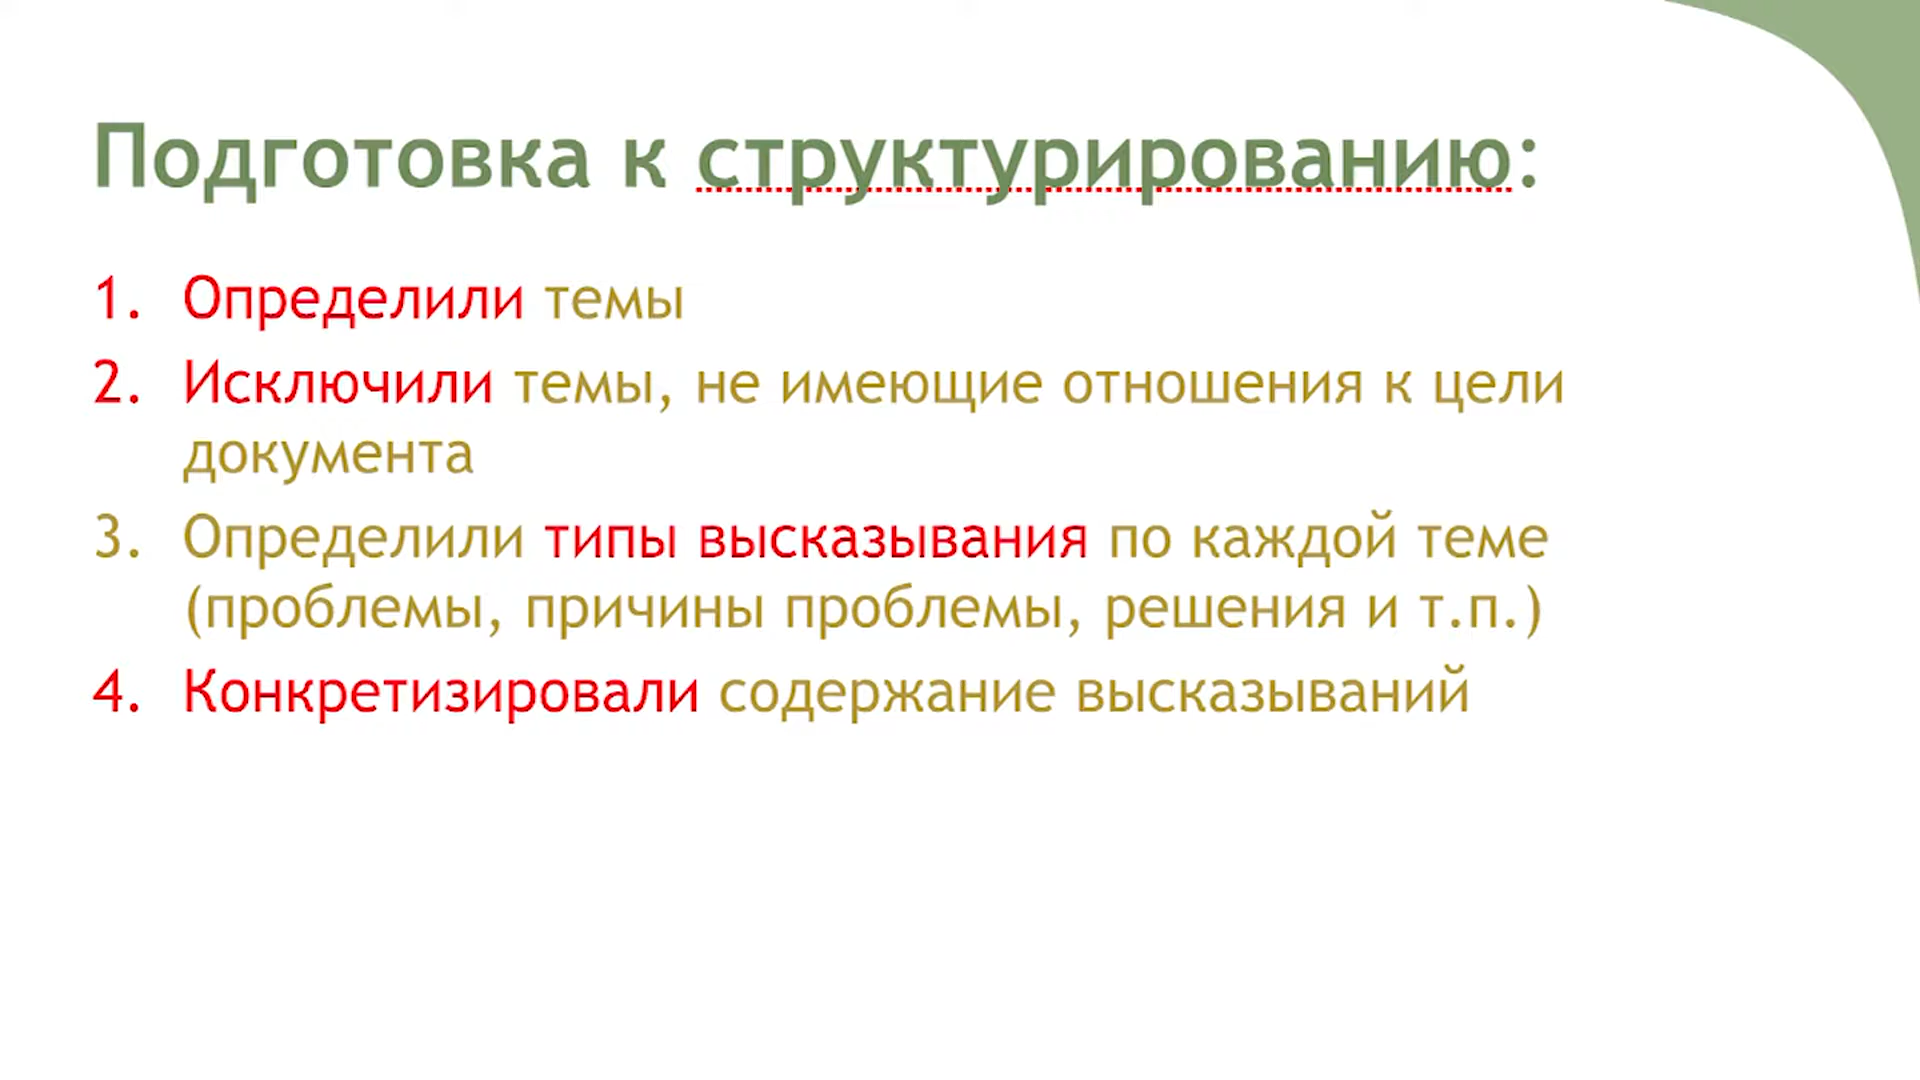 Подготовка к структурированию:
1. Определили темы
2. Исключили темы, не имеющие отношения к цели
документа
3. Определили типы высказывания по каждой теме
(проблемы, причины проблемы, решения и т.п.)
4. Конкретизировали содержание высказываний